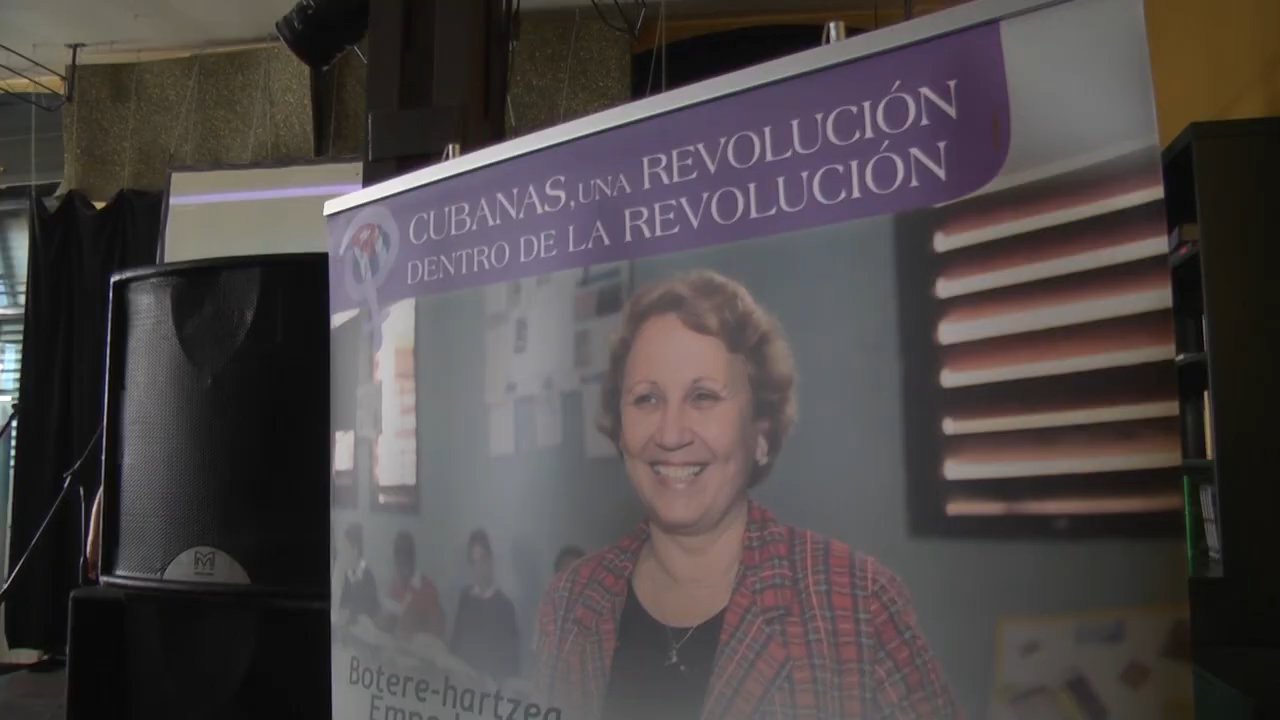 CUBANAS, UNA REVOLUCIÓN
DENTRO DE LA REVOLUCIÓN
Botere-hartzea